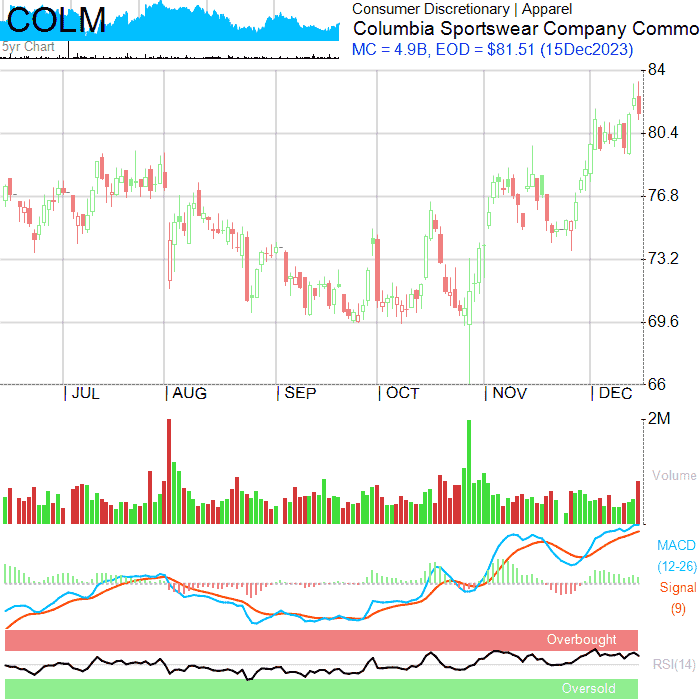 COLM
5yr Chart
Consumer Discretionary | Apparel
Columbia Sportswear Company Commo
MC = 4.9B, EOD = $81.51 (15Dec2023)
84
80.4
76.8
73.2
69.6
66
| JUL | AUG | SEP | OCT | NOV | DEC
2M
Volume
MACD
(12-26)
Signal
(9)
Overbought
RSI(14)
Oversold